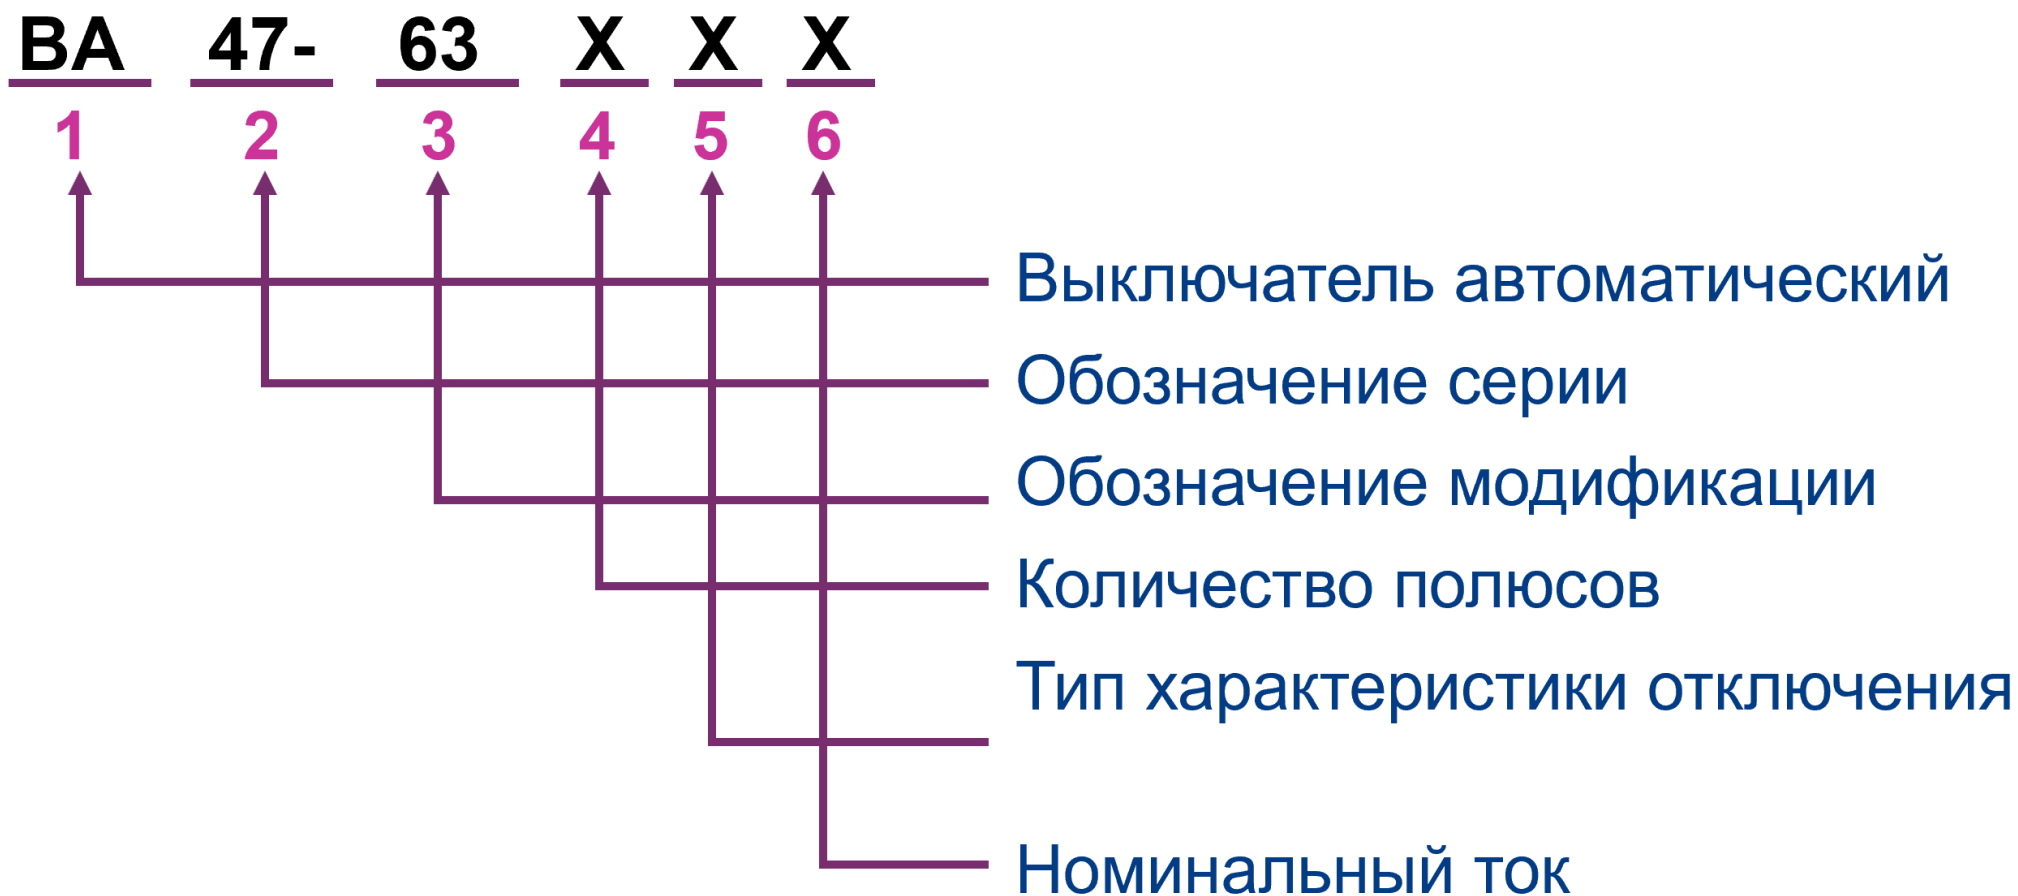 ВА 47- 63 X X X
1 2 3 4 5 6
Выключатель автоматический
Обозначение серии
Обозначение модификации
Количество полюсов
Тип характеристики отключения
Номинальный ток